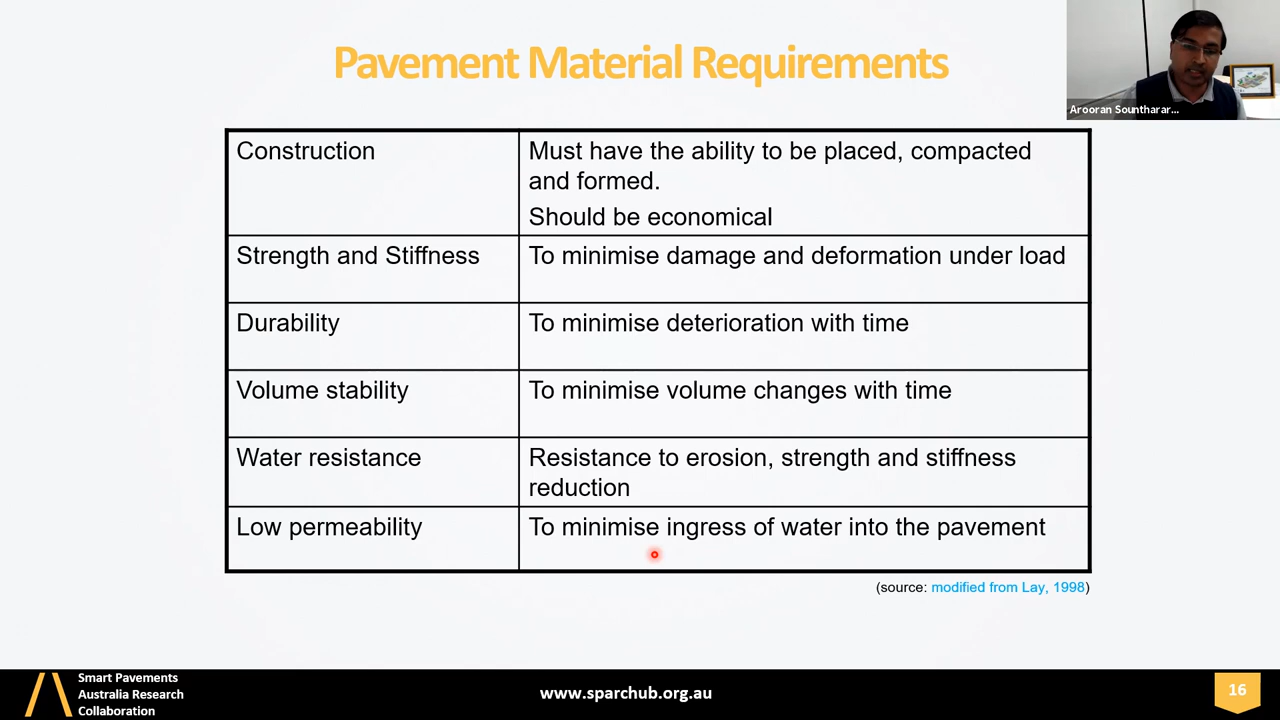 Pavement Material Requirements
Arooran Sountharar...
Construction
Must have the ability to be placed, compacted
and formed.
Should be economical
Strength and Stiffness
To minimise damage and deformation under load
Durability
To minimise deterioration with time
Volume stability
To minimise volume changes with time
Water resistance
Resistance to erosion, strength and stiffness
reduction
Low permeability
To minimise ingress of water into the pavement
(source: modified from Lay, 1998)
Smart Pavements
Australia Research
Collaboration
www.sparchub.org.au
16